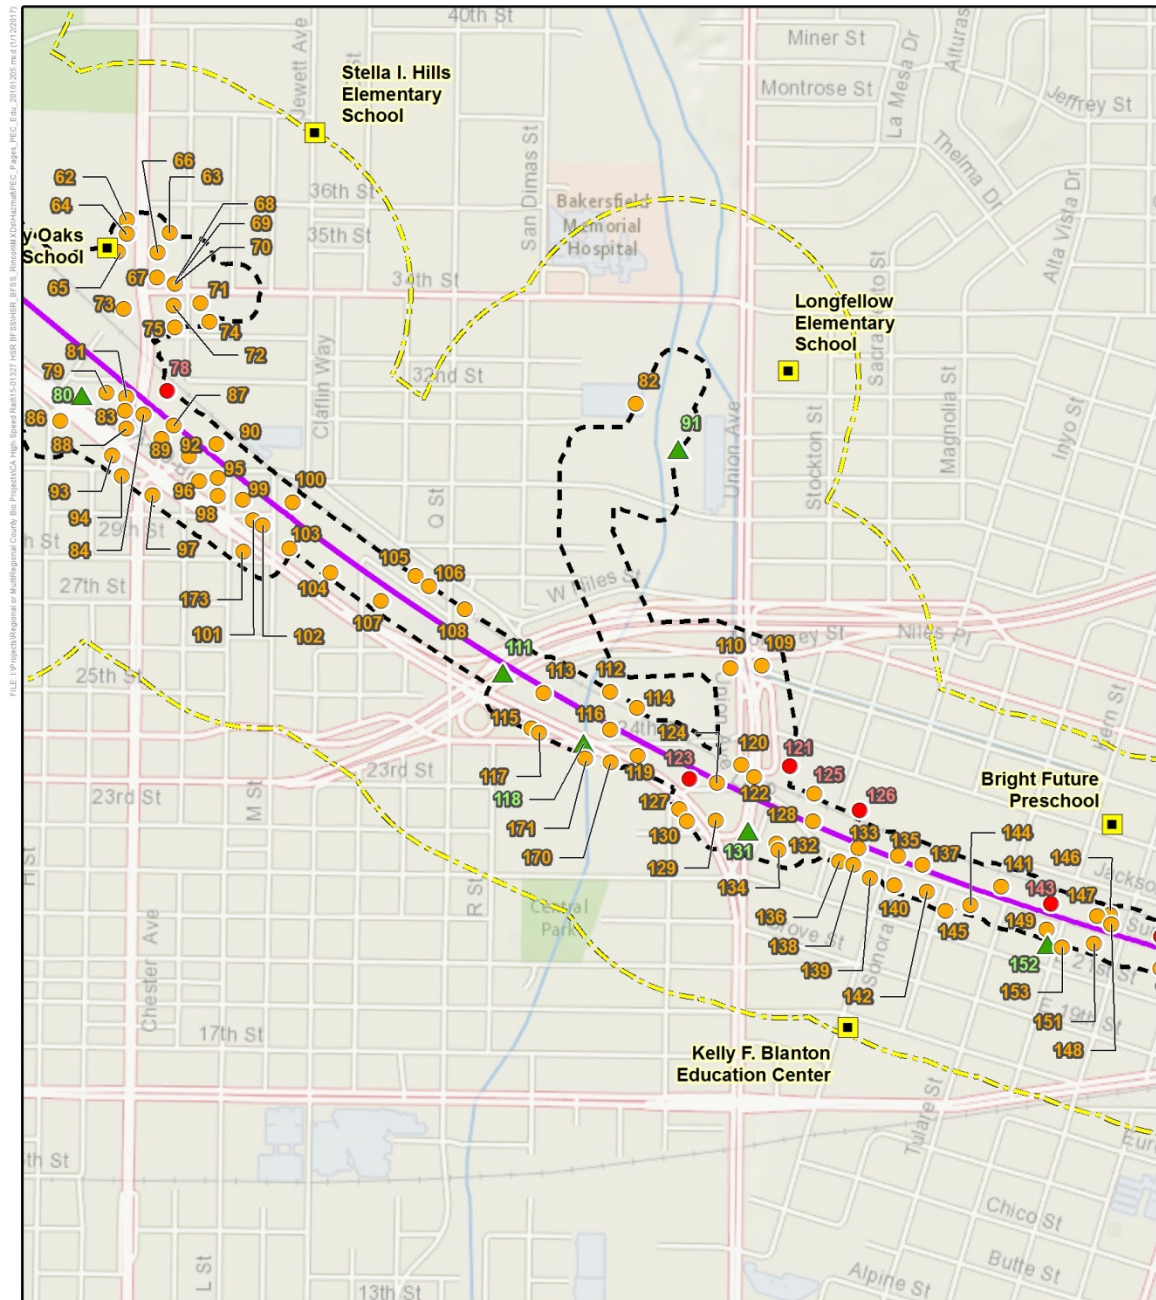 40th St
Miner St
La Mesa Dr
Alturas
Jewett Ave
Stella I. Hills
Elementary
School
Montrose St
Jeffrey St
Thelma Dr
San Dimas St
66
62
63
36th St
64
68
69
Bakersfield
Memorial
Hospital
Alta Vista Dr
35th St
70
y Oaks
School
67
65
34th St
73
71
Longfellow
Elementary
School
75
74
72
81
79
78
32nd St
Claflin Way
80
87
82
86
83
91
Magnolia St
Inyo St
88
89
92
90
Union Ave
Stockton St
95
93
96
99
100
Q St
94
98
29th St
84
97
103
105
106
W Niles St
27th St
104
173
107
108
101
102
Niles Pl
111
110
109
25th St
113
112
114
Kern St
115
116
24th
124
120
121
123
117
119
125
23rd St
23rd St
118
122
126
Bright Future
Preschool
M St
127
128
171
133
135
144
130
131
132
137
146
170
129
141
H St
134
143
147
Jackson
R St
Central
Park
136
140
145
149
Chester Ave
138
Grove St
152
21st St
139
Sonora
142
153
E 19th St
151
17th St
148
Kelly F. Blanton
Education Center
Tulare St
th St
Chico St
L St
Butte St
Alpine St
13th St